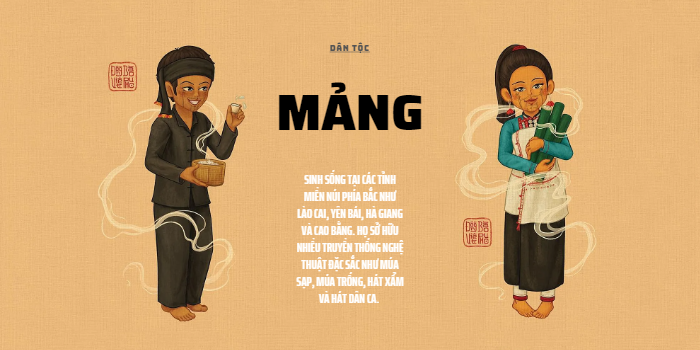 DÂN TỘC
MẢNG
SINH SỐNG TẠI CÁC TỈNH
MIỀN NÚI PHÍA BẮC NHƯ
LÀO CAI, YÊN BÁI, HÀ GIANG
VÀ CAO BẰNG. HỌ SỞ HỮU
NHIỀU TRUYỀN THỐNG NGHỆ
THUẬT ĐẶC SẮC NHƯ MÚA
SẠP, MÚA TRỐNG, HÁT XẨM
VÀ HÁT DÂN CA.